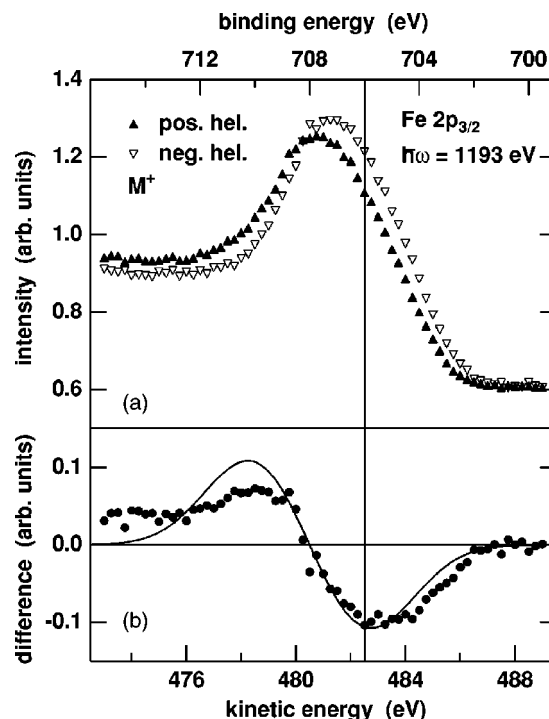 binding energy (eV)
712 708 704 700
1.4
1.2
1.0
0.8
0.6
intensity (arb. units)
▲ pos. hel.
▽ neg. hel.
M⁺
Fe 2p₃/₂
ħω = 1193 eV
(a)
0.1
0.0
-0.1
difference (arb. units)
(b)
476 480 484 488
kinetic energy (eV)